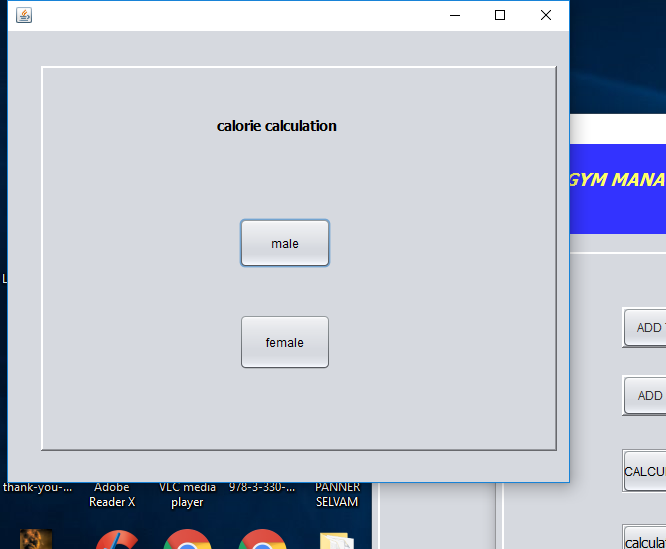 calorie calculation
GYM MANA
male
female
ADD
ADD
CALCU
calcula
thank-you-...
Adobe
Reader X
VLC media
player
978-3-330-...
PANNER
SELVAM